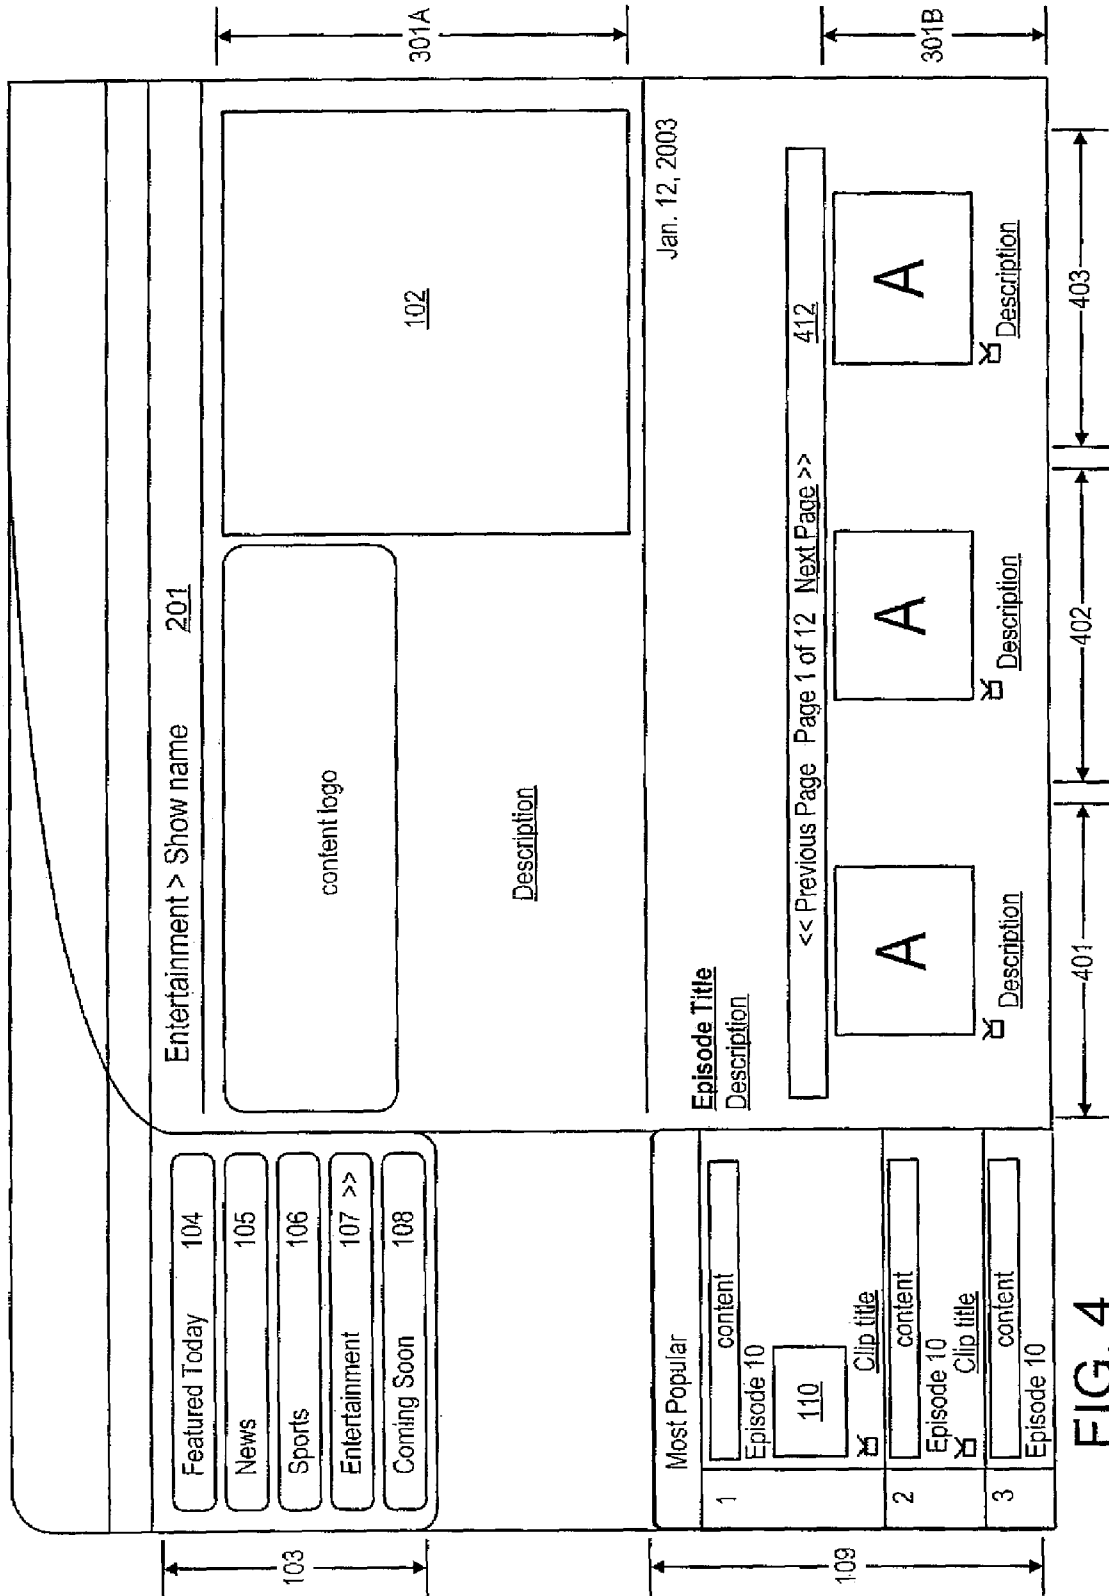 Entertainment > Show name 201
Featured Today 104
News 105
Sports 106
Entertainment 107 >>
Coming Soon 108
103
content logo
Description
102
301A
Most Popular
1
content
Episode 10
110
Clip title
2
content
Episode 10
Clip title
3
content
Episode 10
109
Episode Title
Description
Jan. 12, 2003
<< Previous Page Page 1 of 12 Next Page >> 412
A
A
A
Description
Description
Description
301B
401
402
403
FIG. 4